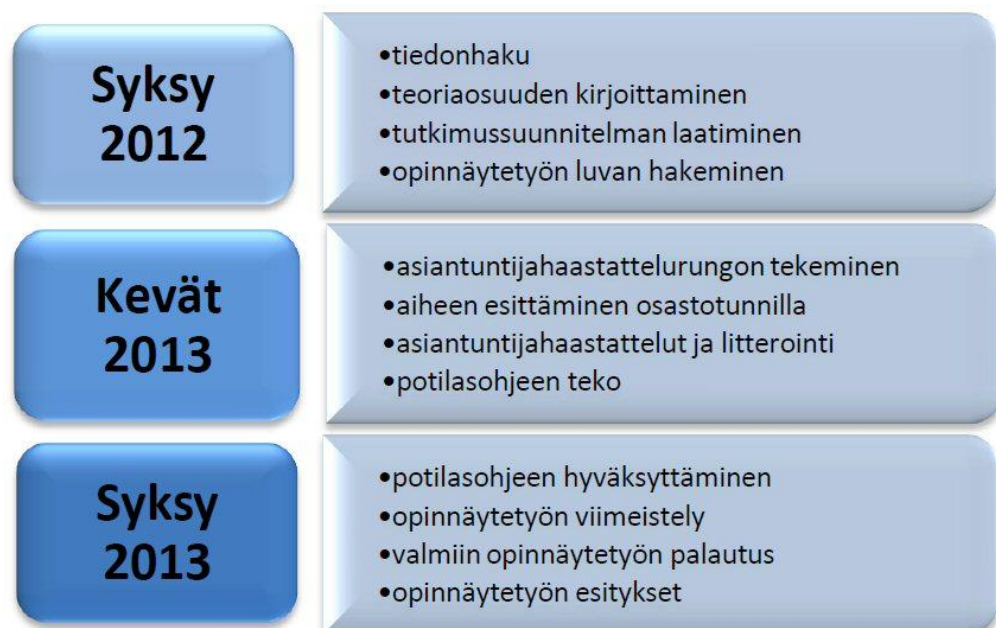 Syksy
2012
•tiedonhaku
•teoriaosuuden kirjoittaminen
•tutkimussuunnitelman laatiminen
•opinnäytetyön luvan hakeminen
Kevät
2013
•asiantuntijahaastattelurungon tekeminen
•aiheen esittäminen osastotunnilla
•asiantuntijahaastattelut ja litterointi
•potilasohjeen teko
Syksy
2013
•potilasohjeen hyväksyttäminen
•opinnäytetyön viimeistely
•valmiin opinnäytetyön palautus
•opinnäytetyön esitykset